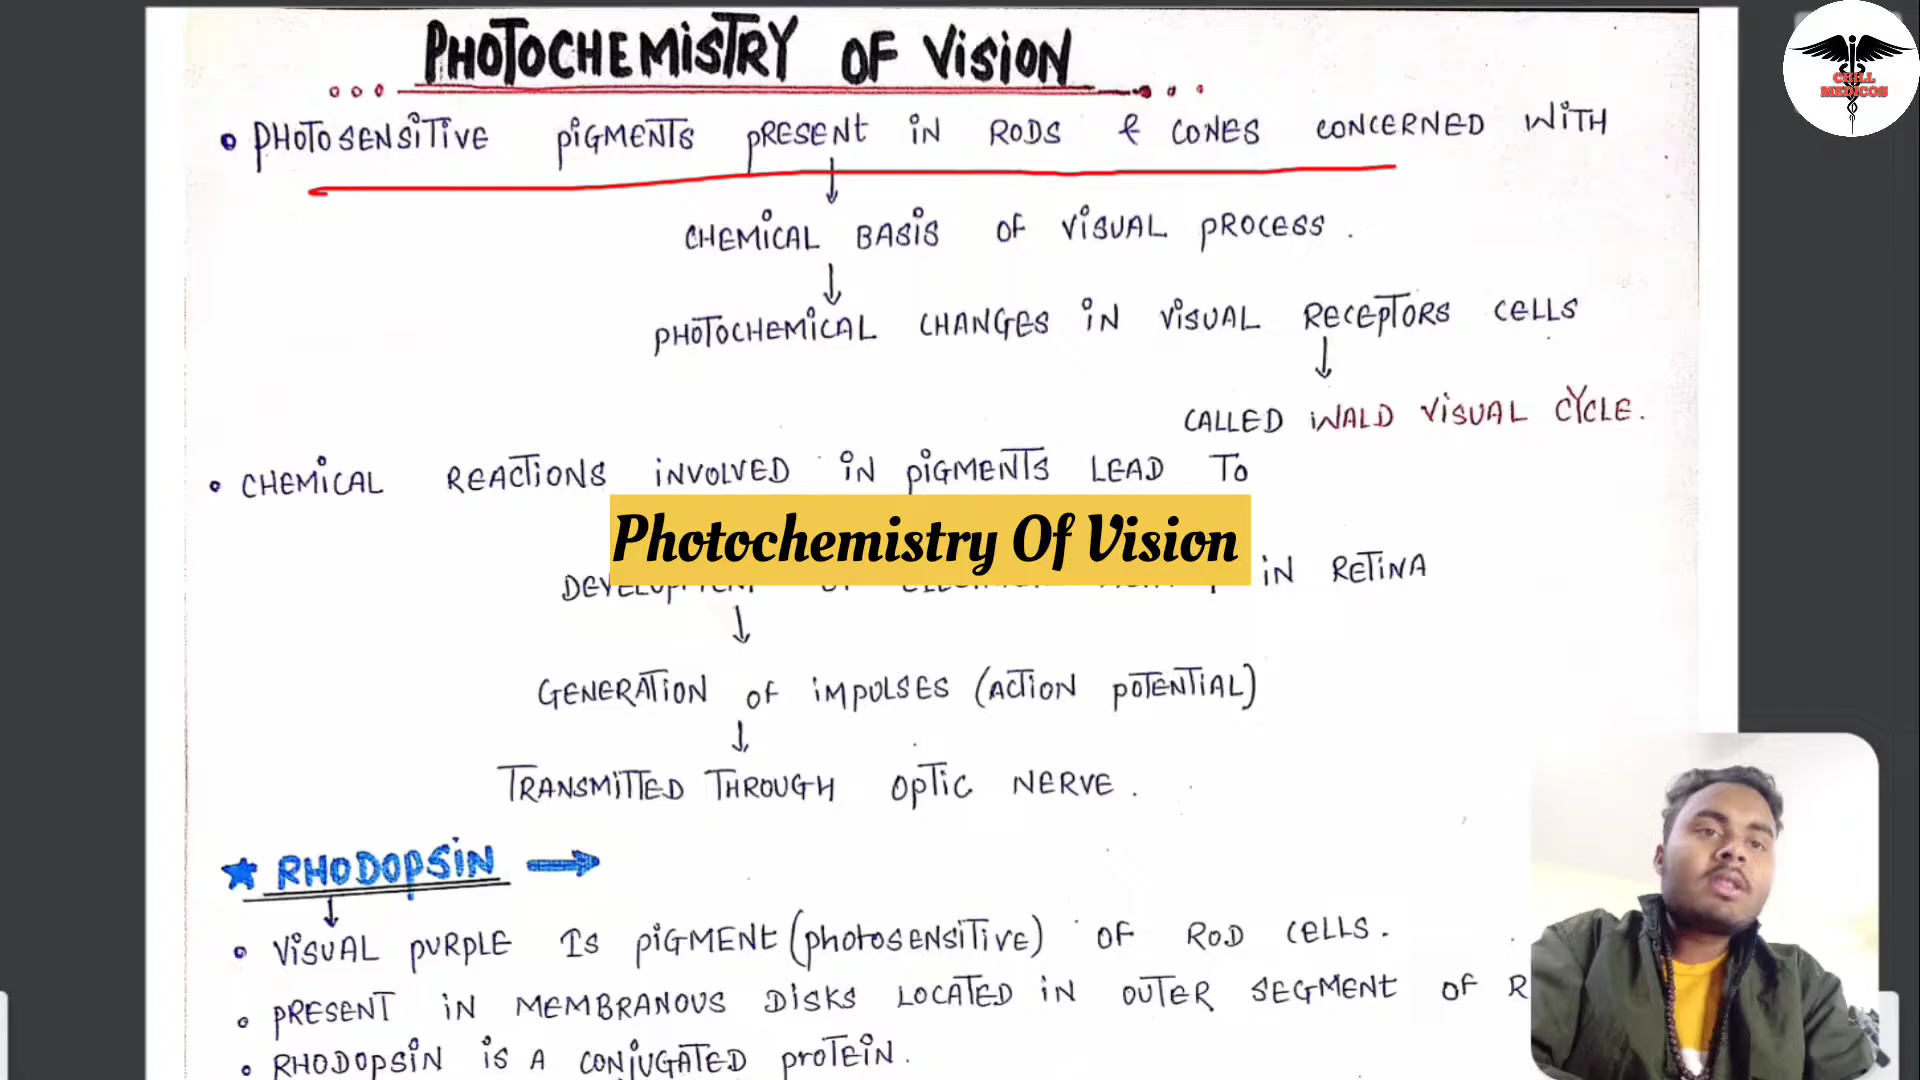 PHOTOCHEMISTRY OF VISION
CHILL
MEDICOS
PHOTOSENSITIVE PIGMENTS PRESENT IN RODS & CONES CONCERNED WITH
CHEMICAL BASIS OF VISUAL PROCESS.
PHOTOCHEMICAL CHANGES IN VISUAL RECEPTORS CELLS
CALLED WALD VISUAL CYCLE.
CHEMICAL REACTIONS INVOLVED IN PIGMENTS LEAD TO
Photochemistry Of Vision
IN RETINA
GENERATION OF IMPULSES (ACTION POTENTIAL)
TRANSMITTED THROUGH OPTIC NERVE.
RHODOPSIN
VISUAL PURPLE IS PIGMENT (PHOTOSENSITIVE) OF ROD CELLS.
PRESENT IN MEMBRANOUS DISKS LOCATED IN OUTER SEGMENT OF R
RHODOPSIN IS A CONJUGATED PROTEIN.